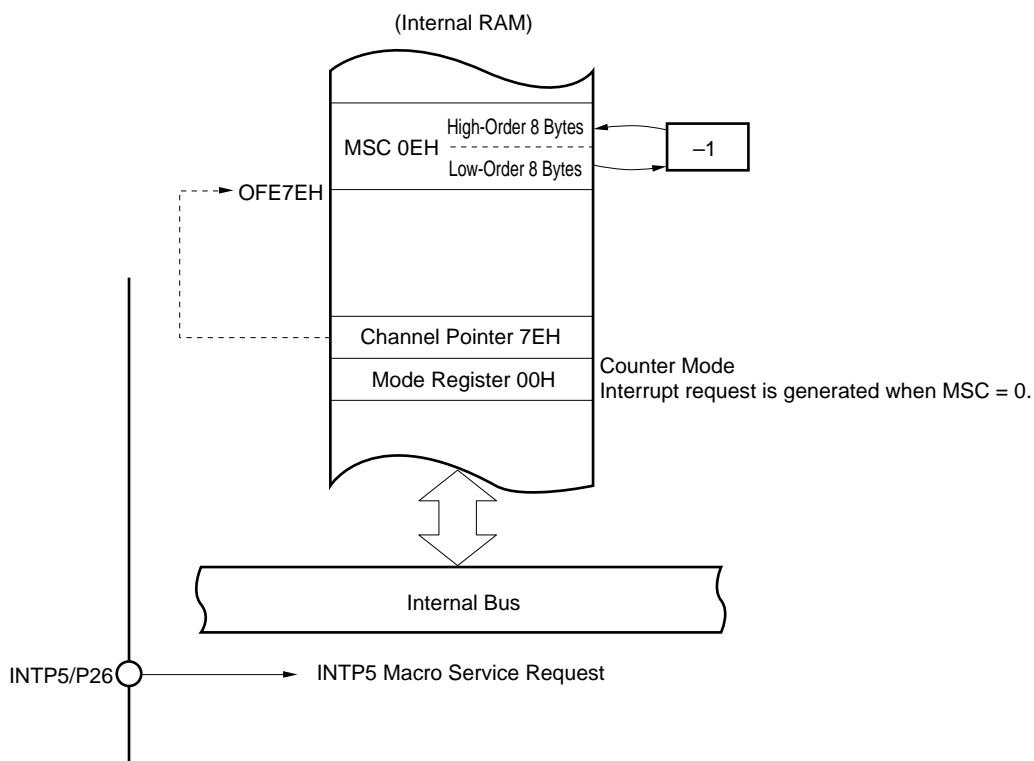 (Internal RAM)
High-Order 8 Bytes
MSC 0EH
–1
Low-Order 8 Bytes
OFE7EH
Channel Pointer 7EH
Mode Register 00H
Counter Mode
Interrupt request is generated when MSC = 0.
Internal Bus
INTP5/P26
INTP5 Macro Service Request